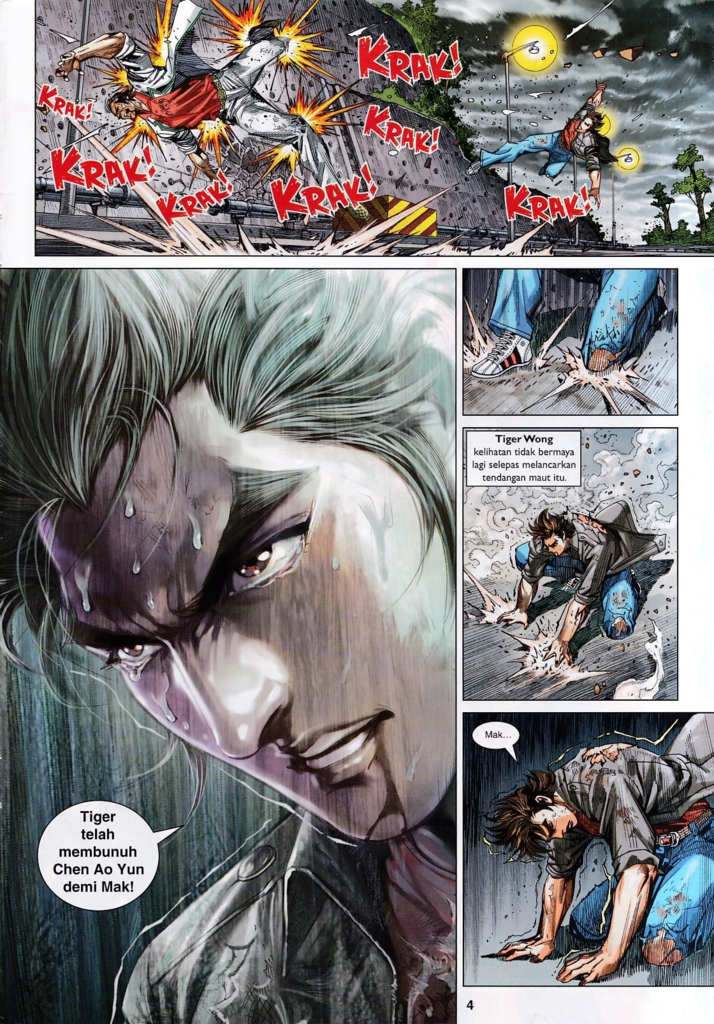 KRAK!
KRAK!
KRAK!
KRAK!
KRAK!
KRAK!
KRAK!
KRAK!
Tiger
telah
membunuh
Chen Ao Yun
demi Mak!
Tiger Wong
kelihatan tidak bermaya
lagi selepas melancarkan
tendangan maut itu.
Mak...
4